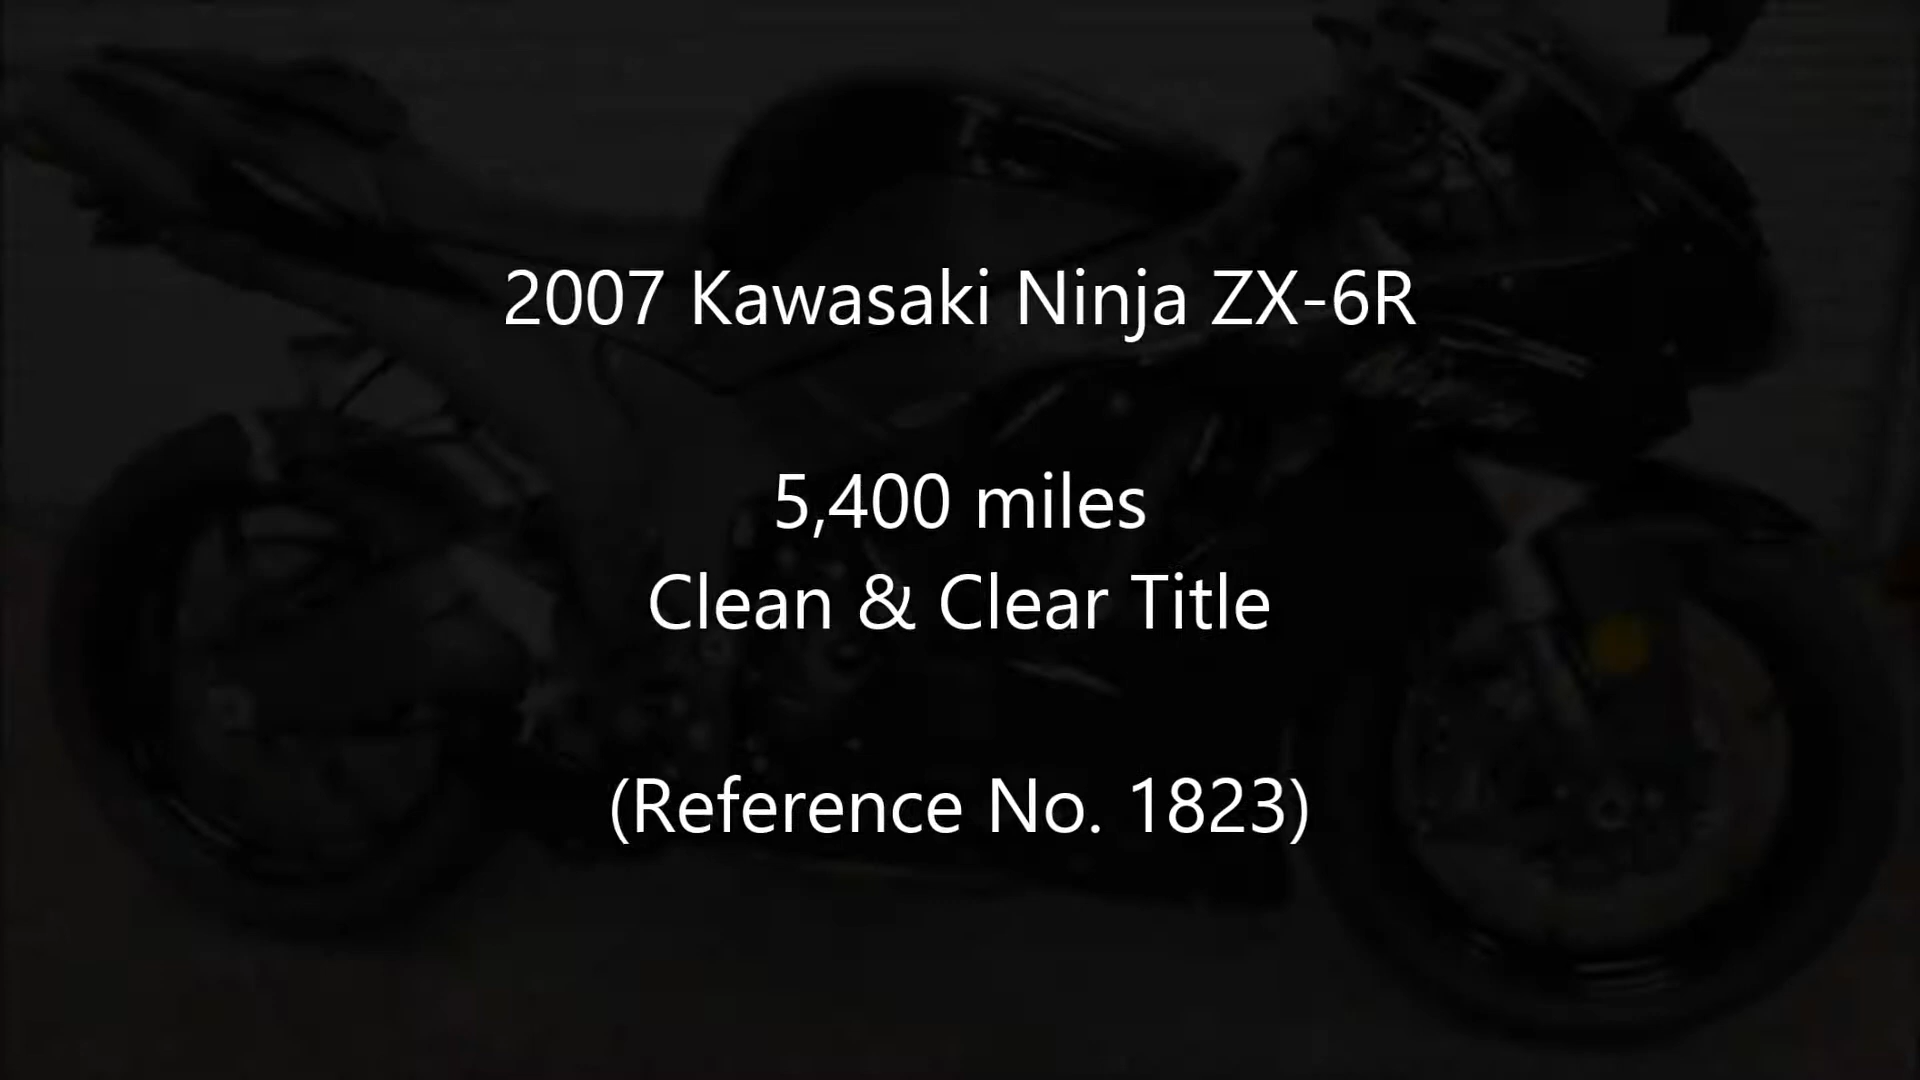 2007 Kawasaki Ninja ZX-6R
5,400 miles
Clean & Clear Title
(Reference No. 1823)